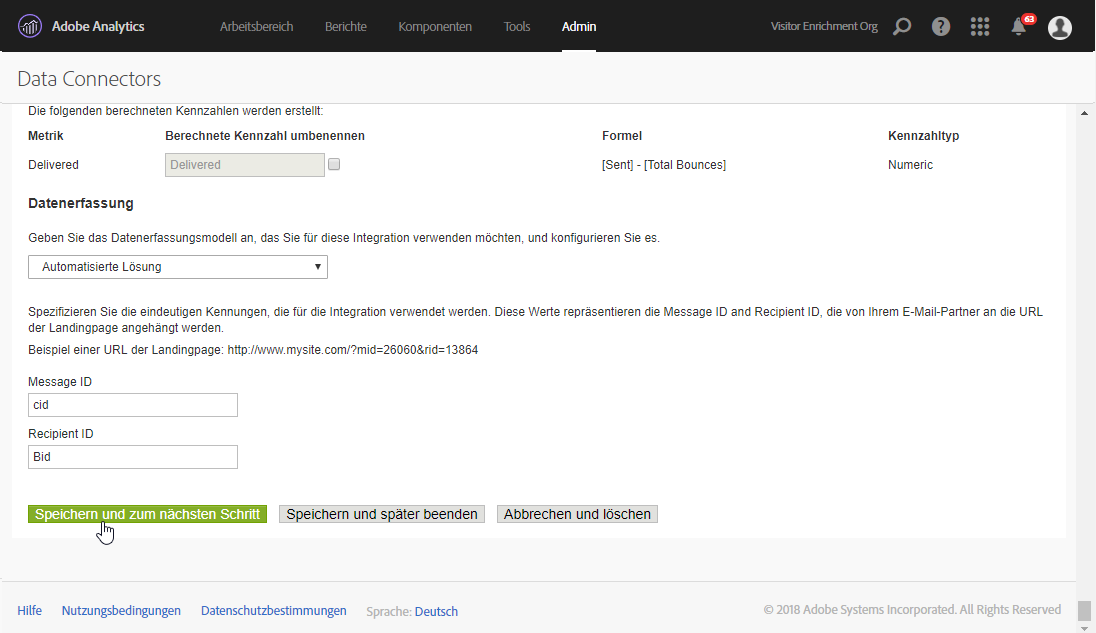 Adobe Analytics Arbeitsbereich Berichte Komponenten Tools Admin Visitor Enrichment Org 63
Data Connectors
Die folgenden berechneten Kennzahlen werden erstellt:
Metrik Berechnete Kennzahl umbenennen Formel Kennzahltyp
Delivered Delivered [Sent] - [Total Bounces] Numeric
Datenerfassung
Geben Sie das Datenerfassungsmodell an, das Sie für diese Integration verwenden möchten, und konfigurieren Sie es.
Automatisierte Lösung
Spezifizieren Sie die eindeutigen Kennungen, die für die Integration verwendet werden. Diese Werte repräsentieren die Message ID and Recipient ID, die von Ihrem E-Mail-Partner an die URL
der Landingpage angehängt werden.
Beispiel einer URL der Landingpage: http://www.mysite.com/?mid=26060&rid=13864
Message ID
cid
Recipient ID
Bid
Speichern und zum nächsten Schritt Speichern und später beenden Abbrechen und löschen
Hilfe Nutzungsbedingungen Datenschutzbestimmungen Sprache: Deutsch © 2018 Adobe Systems Incorporated. All Rights Reserved